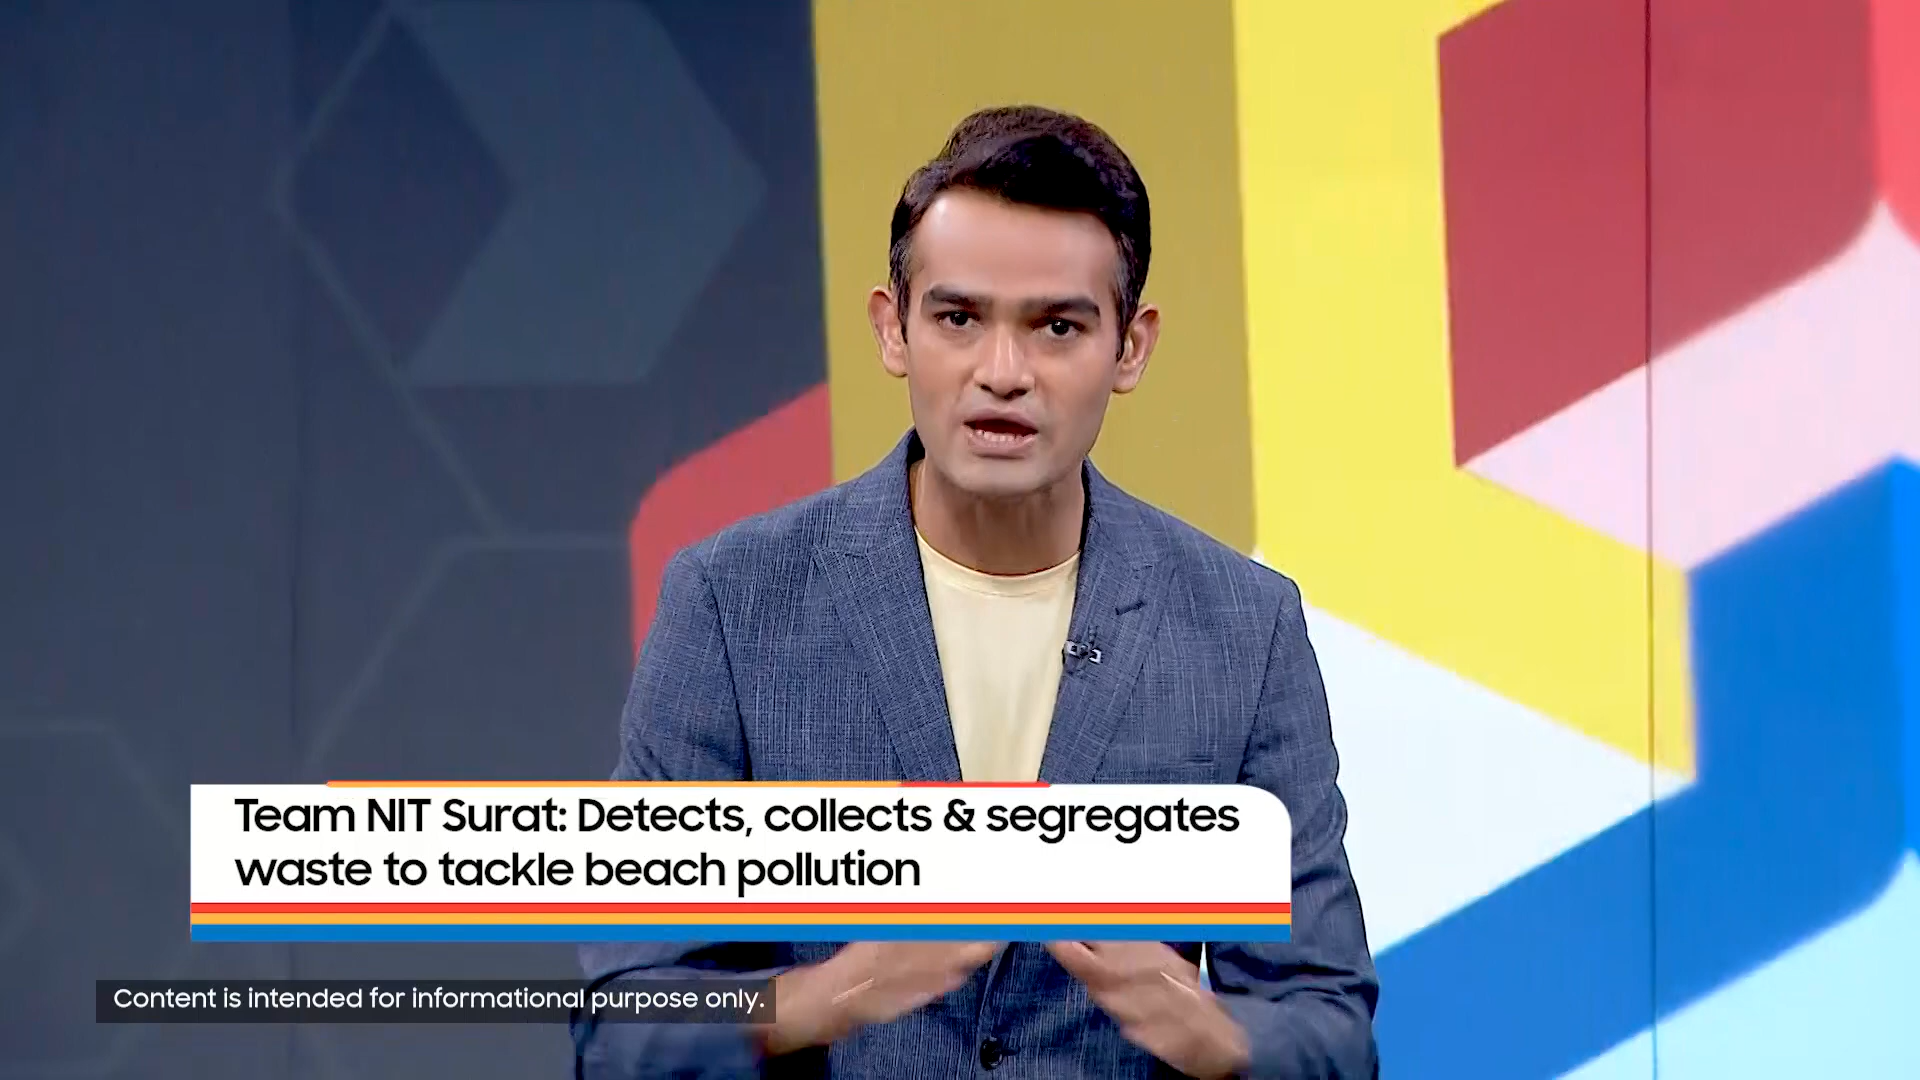 Team NIT Surat: Detects, collects & segregates
waste to tackle beach pollution
Content is intended for informational purpose only.